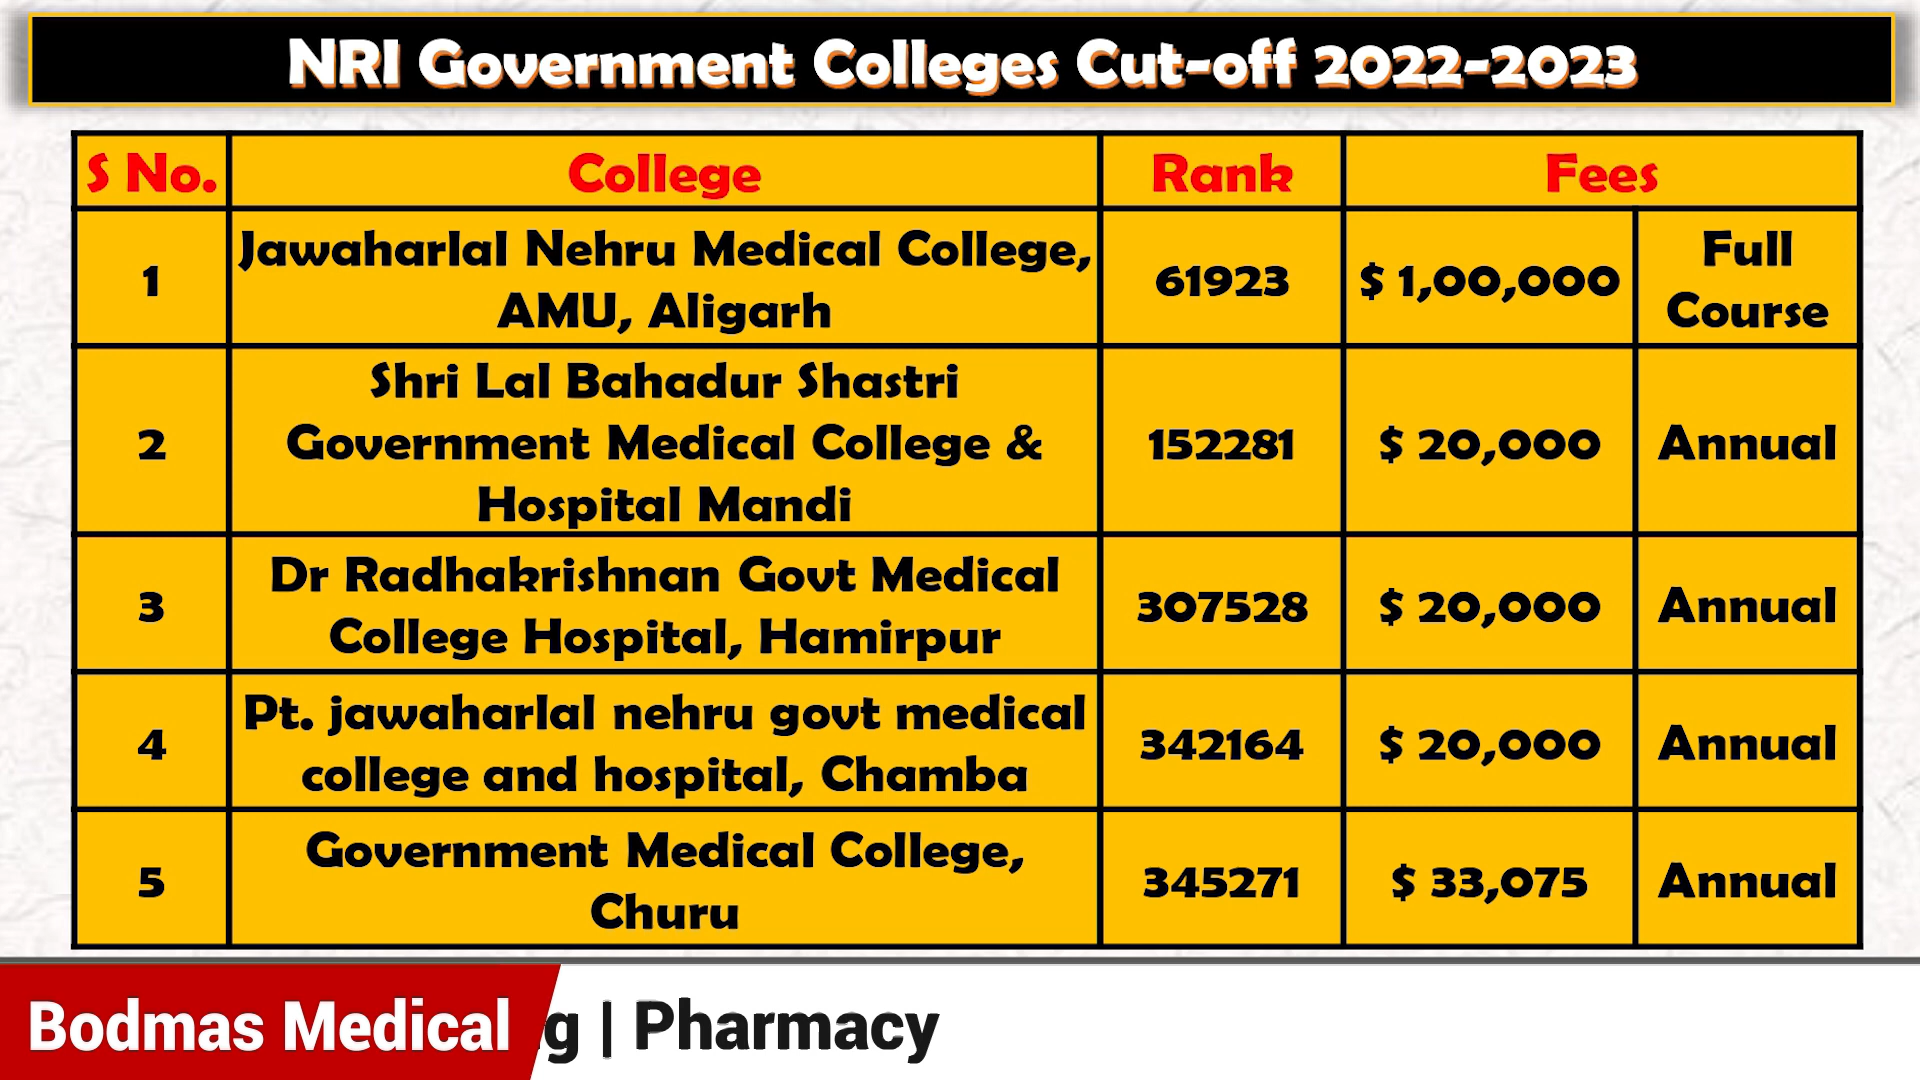 NRI Government Colleges Cut-off 2022-2023
S No. College Rank Fees
1 Jawaharlal Nehru Medical College, AMU, Aligarh 61923 $ 1,00,000 Full Course
2 Shri Lal Bahadur Shastri Government Medical College & Hospital Mandi 152281 $ 20,000 Annual
3 Dr Radhakrishnan Govt Medical College Hospital, Hamirpur 307528 $ 20,000 Annual
4 Pt. jawaharlal nehru govt medical college and hospital, Chamba 342164 $ 20,000 Annual
5 Government Medical College, Churu 345271 $ 33,075 Annual
Bodmas Medical g | Pharmacy